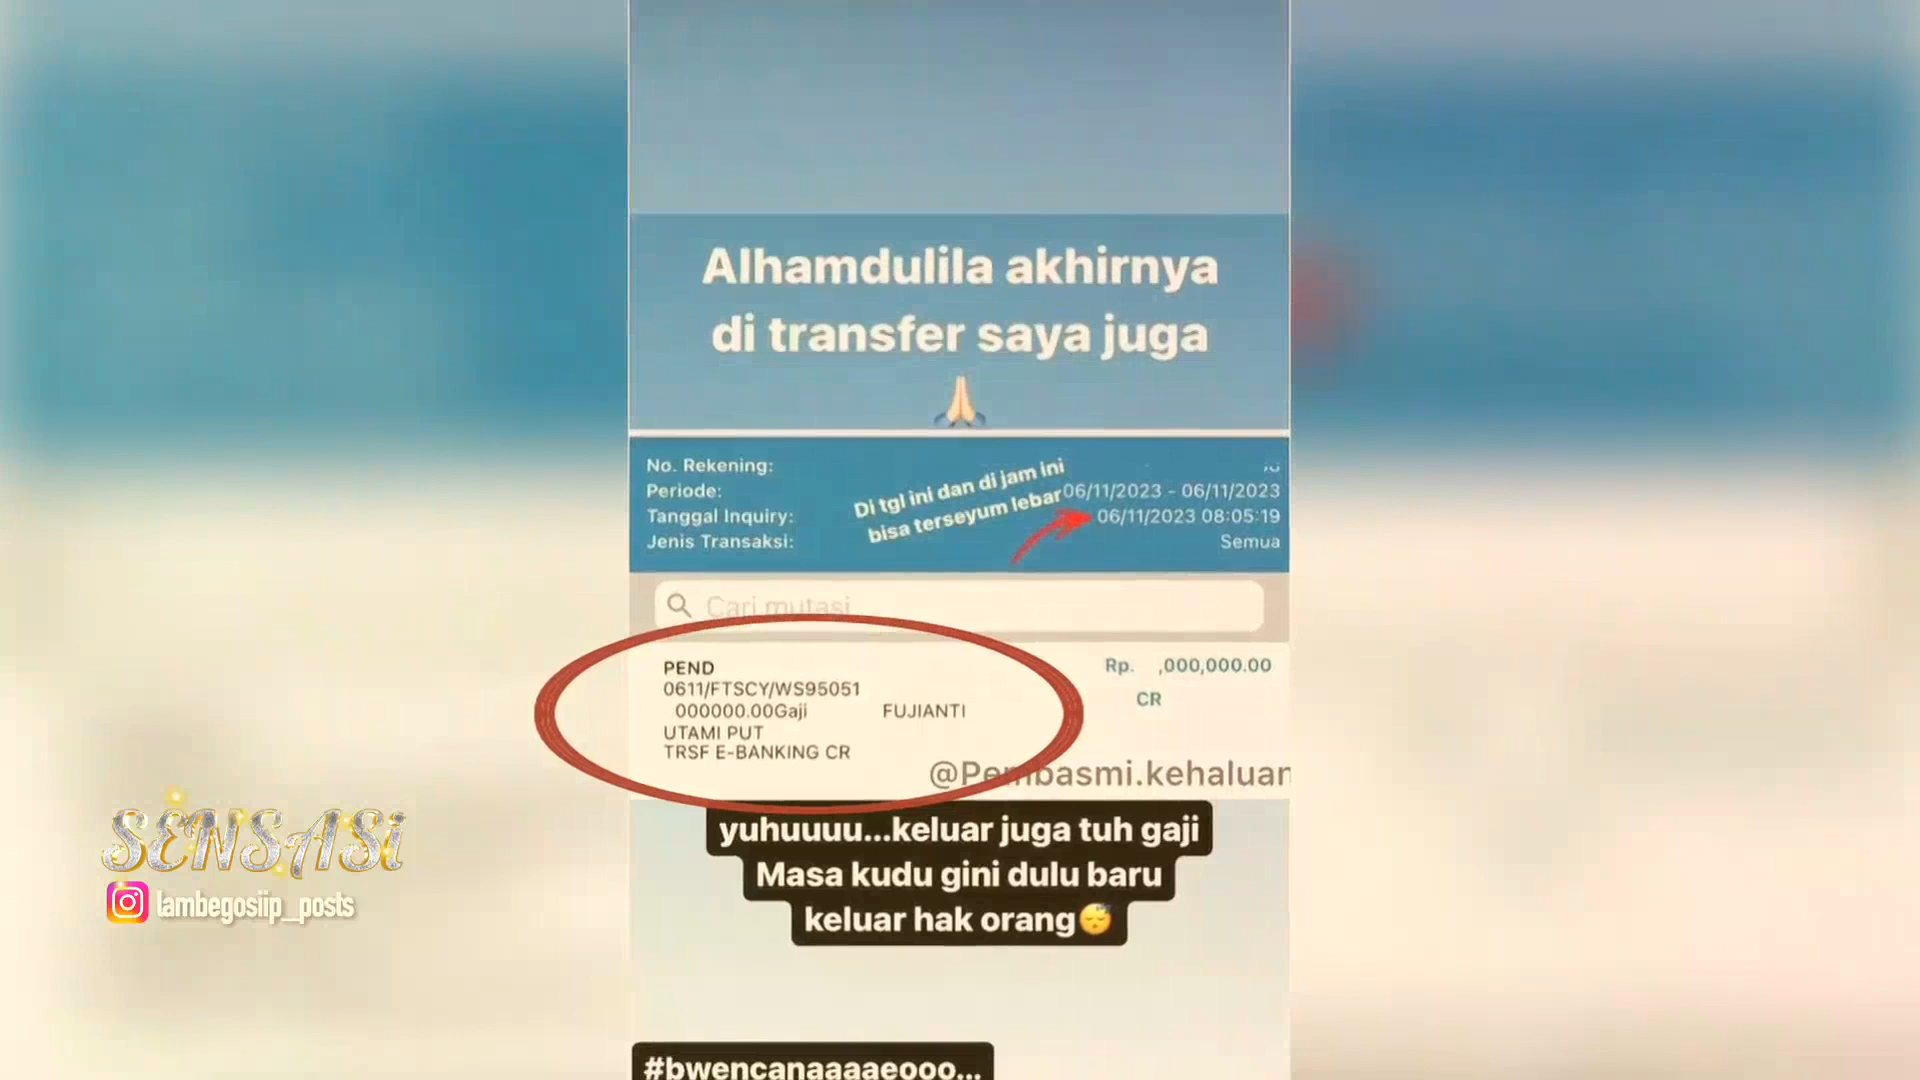 Alhamdulila akhirnya
di transfer saya juga
No. Rekening:
Periode: 06/11/2023 - 06/11/2023
Tanggal Inquiry: 06/11/2023 08:05:19
Jenis Transaksi: Semua
Di tgl ini dan di jam ini
bisa terseyum lebar
Cari mutasi
PEND Rp. ,000,000.00
0611/FTSCY/WS95051
CR
000000.00Gaji FUJIANTI
UTAMI PUT
TRSF E-BANKING CR
@Pembasmi.kehaluan
yuhuuuu...keluar juga tuh gaji
Masa kudu gini dulu baru
keluar hak orang
SENSASi
lambegosiip_posts
#bwencanaaaaeooo...